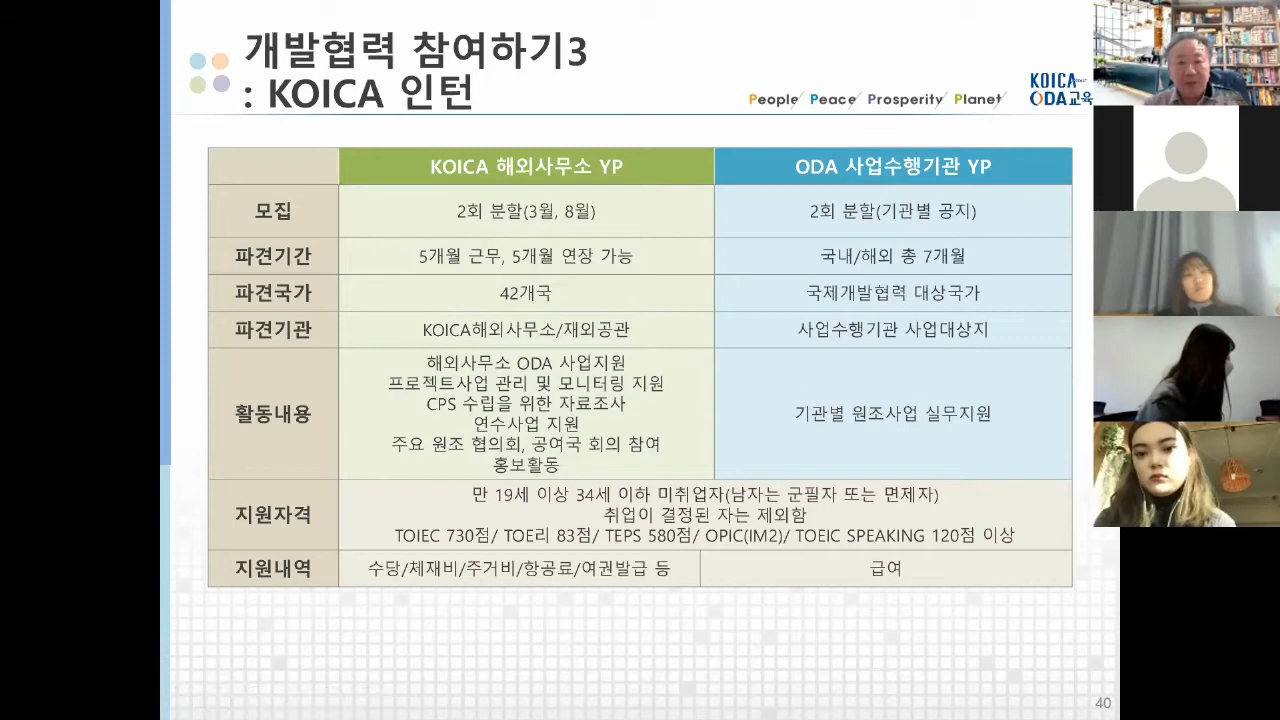 개발협력 참여하기3
: KOICA 인턴
People Peace Prosperity Planet
KOICA
ODA교육
KOICA 해외사무소 YP
ODA 사업수행기관 YP
모집
2회 분할(3월, 8월)
2회 분할(기관별 공지)
파견기간
5개월 근무, 5개월 연장 가능
국내/해외 총 7개월
파견국가
42개국
국제개발협력 대상국가
파견기관
KOICA해외사무소/재외공관
사업수행기관 사업대상지
활동내용
해외사무소 ODA 사업지원
프로젝트사업 관리 및 모니터링 지원
CPS 수립을 위한 자료조사
연수사업 지원
주요 원조 협의회, 공여국 회의 참여
홍보활동
기관별 원조사업 실무지원
지원자격
만 19세 이상 34세 이하 미취업자(남자는 군필자 또는 면제자)
취업이 결정된 자는 제외함
TOIEC 730점/ TOE리 83점/ TEPS 580점/ OPIC(IM2)/ TOEIC SPEAKING 120점 이상
지원내역
수당/체재비/주거비/항공료/여권발급 등
급여
40